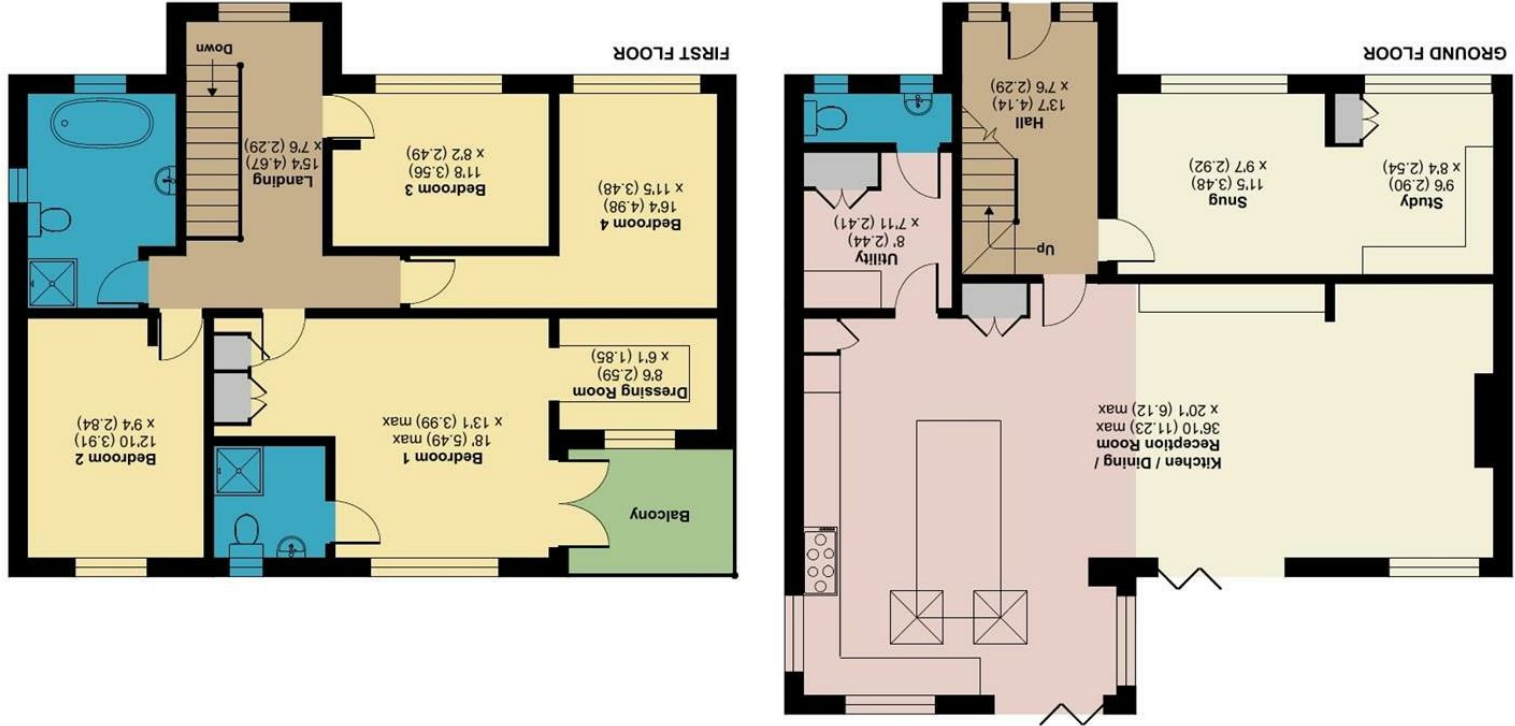 GROUND FLOOR
Kitchen / Dining /
Reception Room
36'10 (11.23) max
x 20'1 (6.12) max
Study
9'6 (2.90)
x 8'4 (2.54)
Snug
11'5 (3.48)
x 9'7 (2.92)
Up
Hall
13'7 (4.14)
x 7'6 (2.29)
Utility
8' (2.44)
x 7'11 (2.41)
FIRST FLOOR
Balcony
Bedroom 1
18' (5.49) max
x 13'1 (3.99) max
Bedroom 2
12'10 (3.91)
x 9'4 (2.84)
Dressing Room
8'6 (2.59)
x 6'1 (1.85)
Bedroom 4
16'4 (4.98)
x 11'5 (3.48)
Bedroom 3
11'8 (3.56)
x 8'2 (2.49)
Landing
15'4 (4.67)
x 7'6 (2.29)
Down